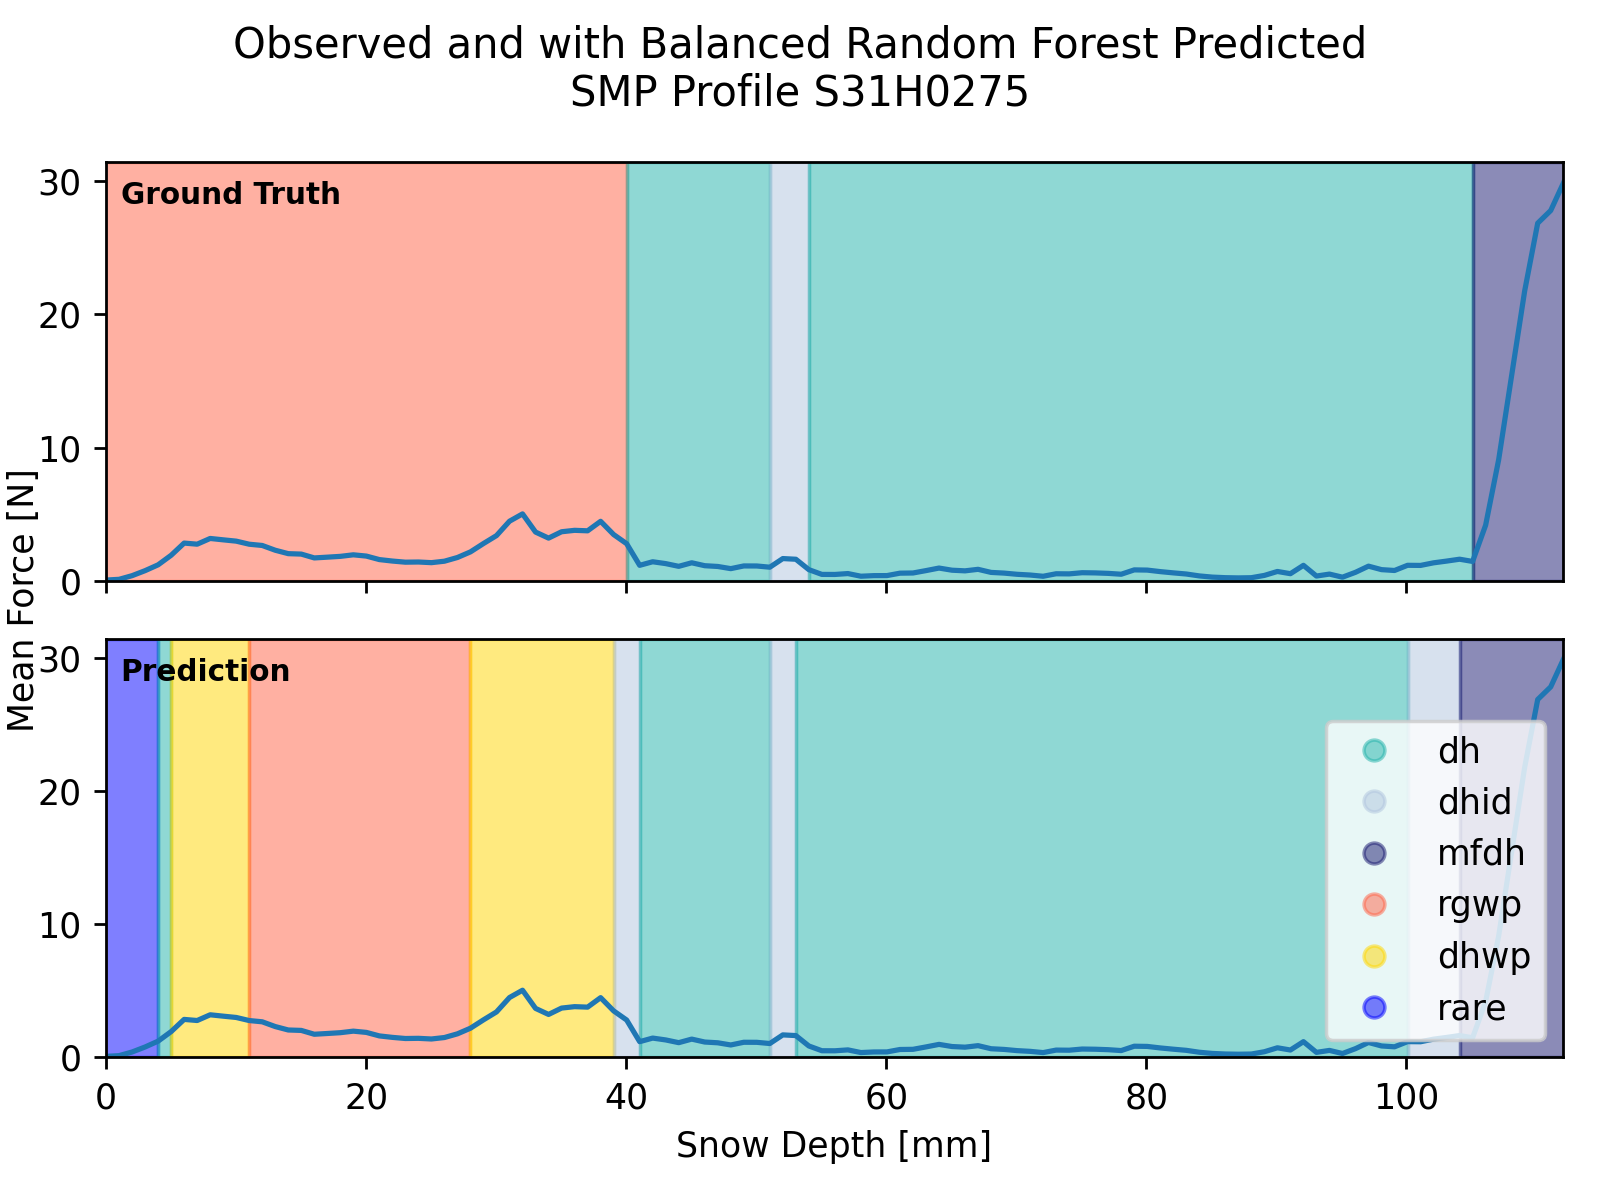 Observed and with Balanced Random Forest Predicted
SMP Profile S31H0275
Mean Force [N]
30
20
10
0
Ground Truth
30
20
10
0
Prediction
dh
dhid
mfdh
rgwp
dhwp
rare
0 20 40 60 80 100
Snow Depth [mm]